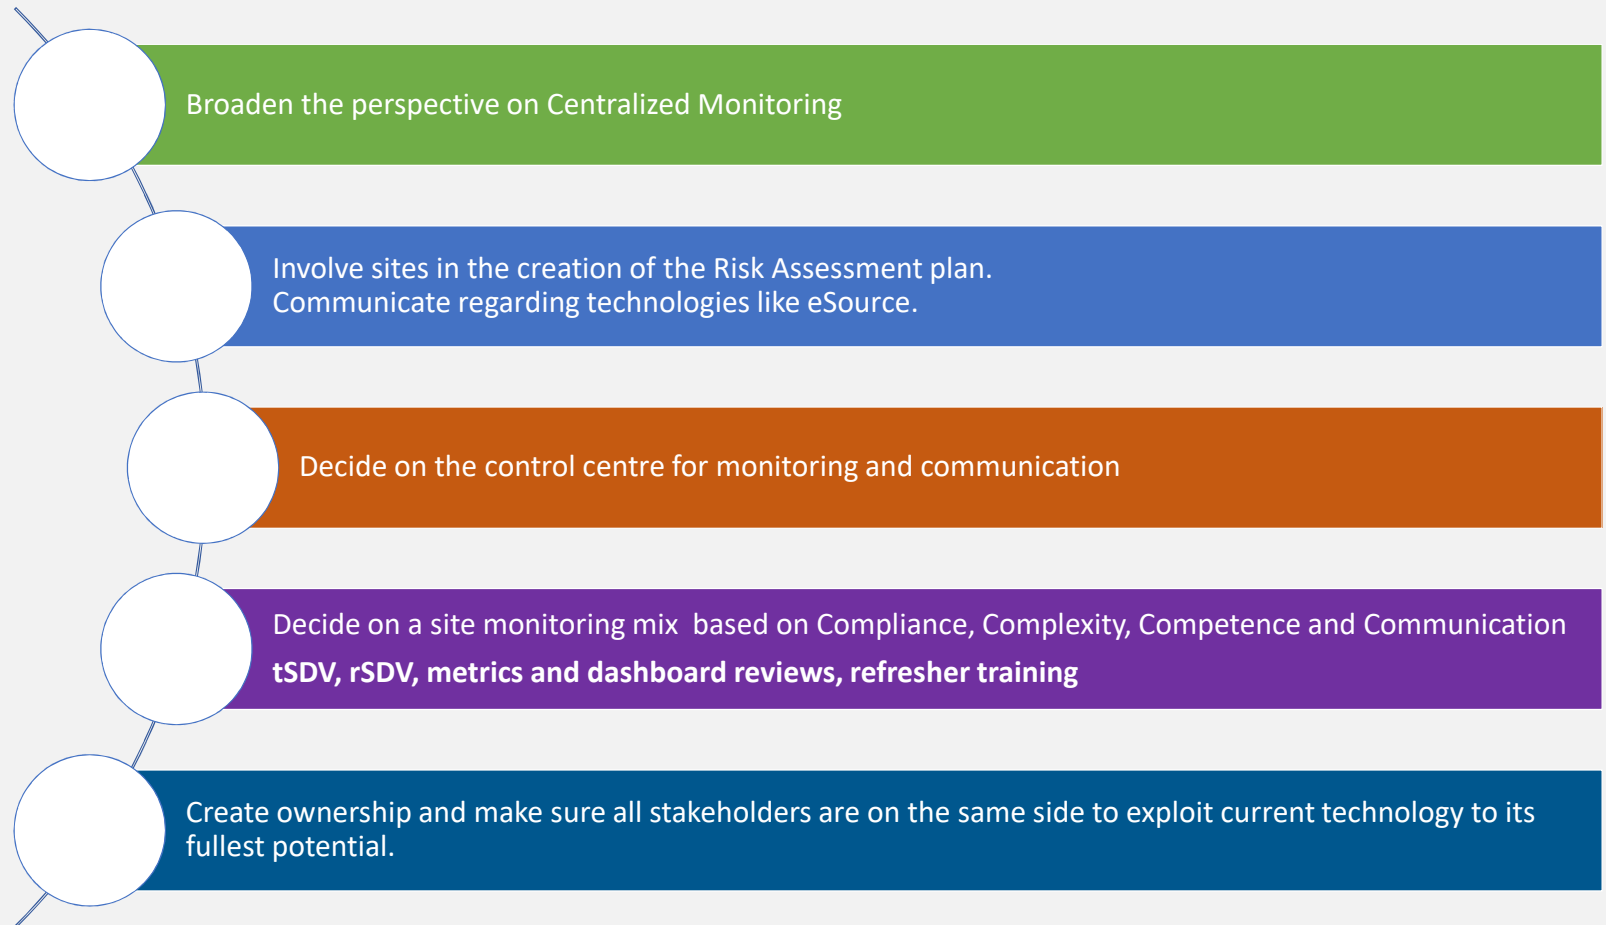 Broaden the perspective on Centralized Monitoring
Involve sites in the creation of the Risk Assessment plan.
Communicate regarding technologies like eSource.
Decide on the control centre for monitoring and communication
Decide on a site monitoring mix  based on Compliance, Complexity, Competence and Communication
tSDV, rSDV, metrics and dashboard reviews, refresher training
Create ownership and make sure all stakeholders are on the same side to exploit current technology to its
fullest potential.